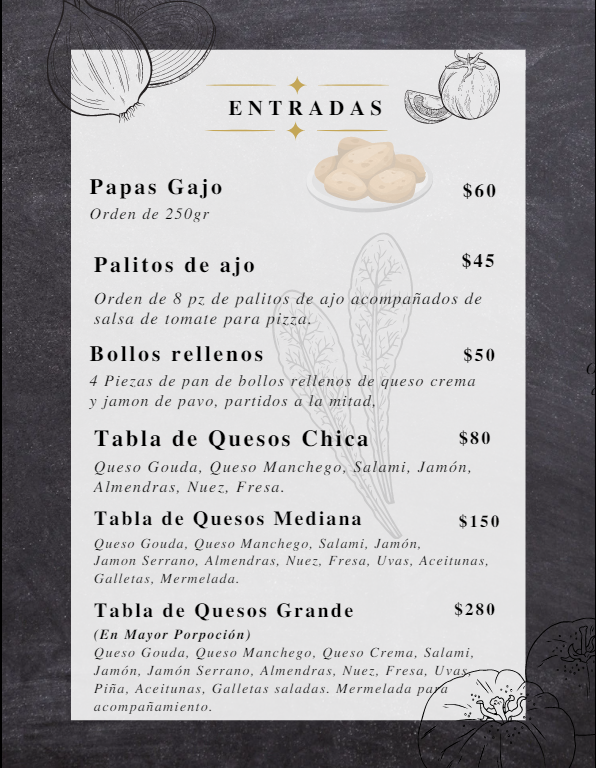 ENTRADAS
Papas Gajo $60
Orden de 250gr
Palitos de ajo $45
Orden de 8 pz de palitos de ajo acompañados de
salsa de tomate para pizza.
Bollos rellenos $50
4 Piezas de pan de bollos rellenos de queso crema
y jamon de pavo, partidos a la mitad,
Tabla de Quesos Chica $80
Queso Gouda, Queso Manchego, Salami, Jamón,
Almendras, Nuez, Fresa.
Tabla de Quesos Mediana $150
Queso Gouda, Queso Manchego, Salami, Jamón,
Jamon Serrano, Almendras, Nuez, Fresa, Uvas, Aceitunas,
Galletas, Mermelada.
Tabla de Quesos Grande $280
(En Mayor Porpoción)
Queso Gouda, Queso Manchego, Queso Crema, Salami,
Jamón, Jamón Serrano, Almendras, Nuez, Fresa, Uvas,
Piña, Aceitunas, Galletas saladas. Mermelada para
acompañamiento.